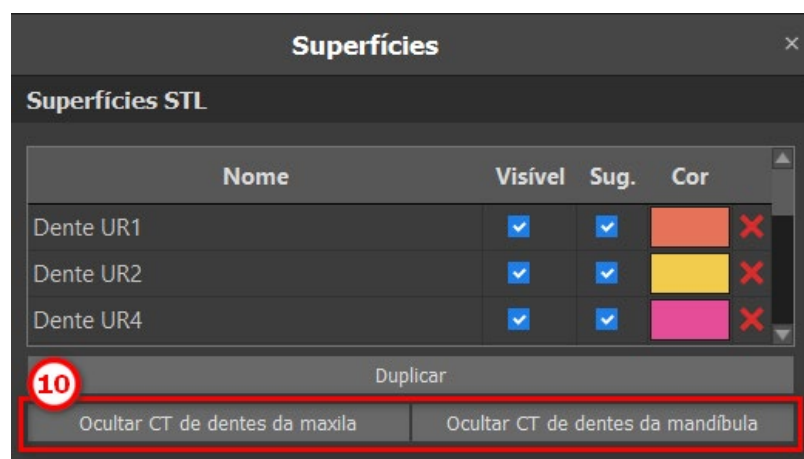 Superfícies ×
Superfícies STL
Nome Visível Sug. Cor
Dente UR1
Dente UR2
Dente UR4
Duplicar
10
Ocultar CT de dentes da maxila Ocultar CT de dentes da mandíbula